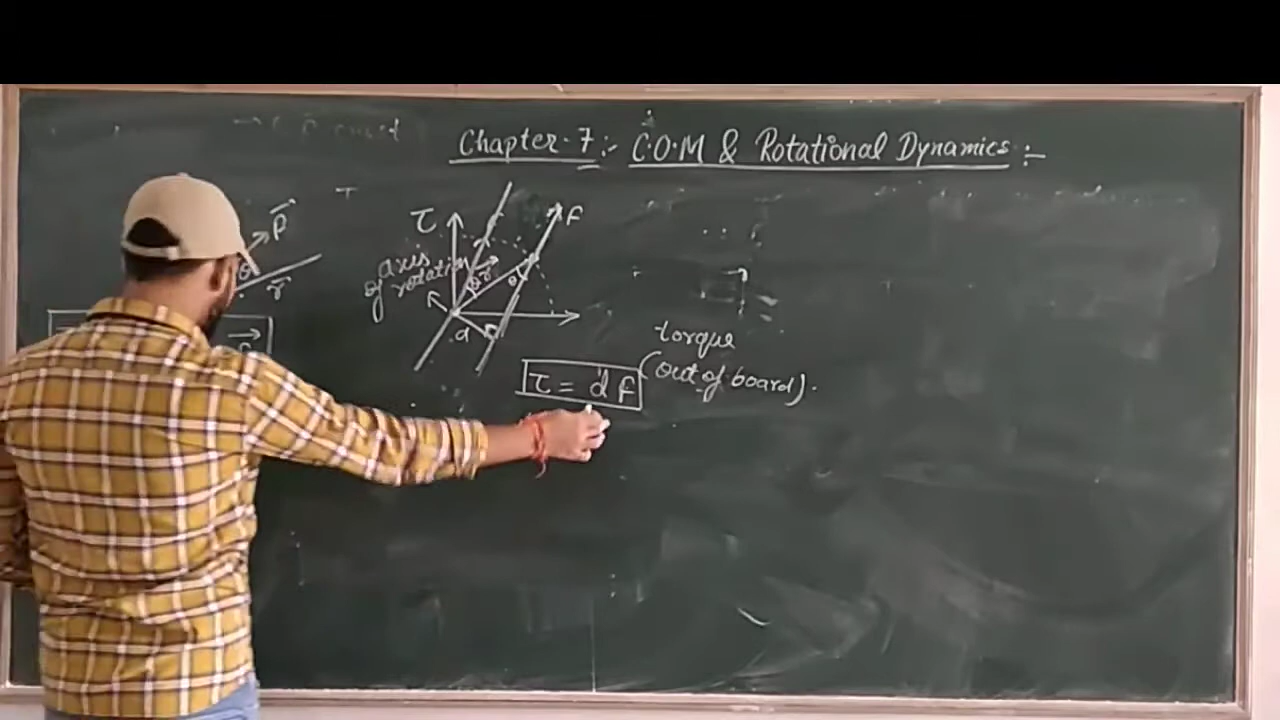 Chapter-7:- C.O.M & Rotational Dynamics :-
P
θ
r
τ
F
axis
of rotation
r
θ
θ
d
torque
(out of board).
τ = d F